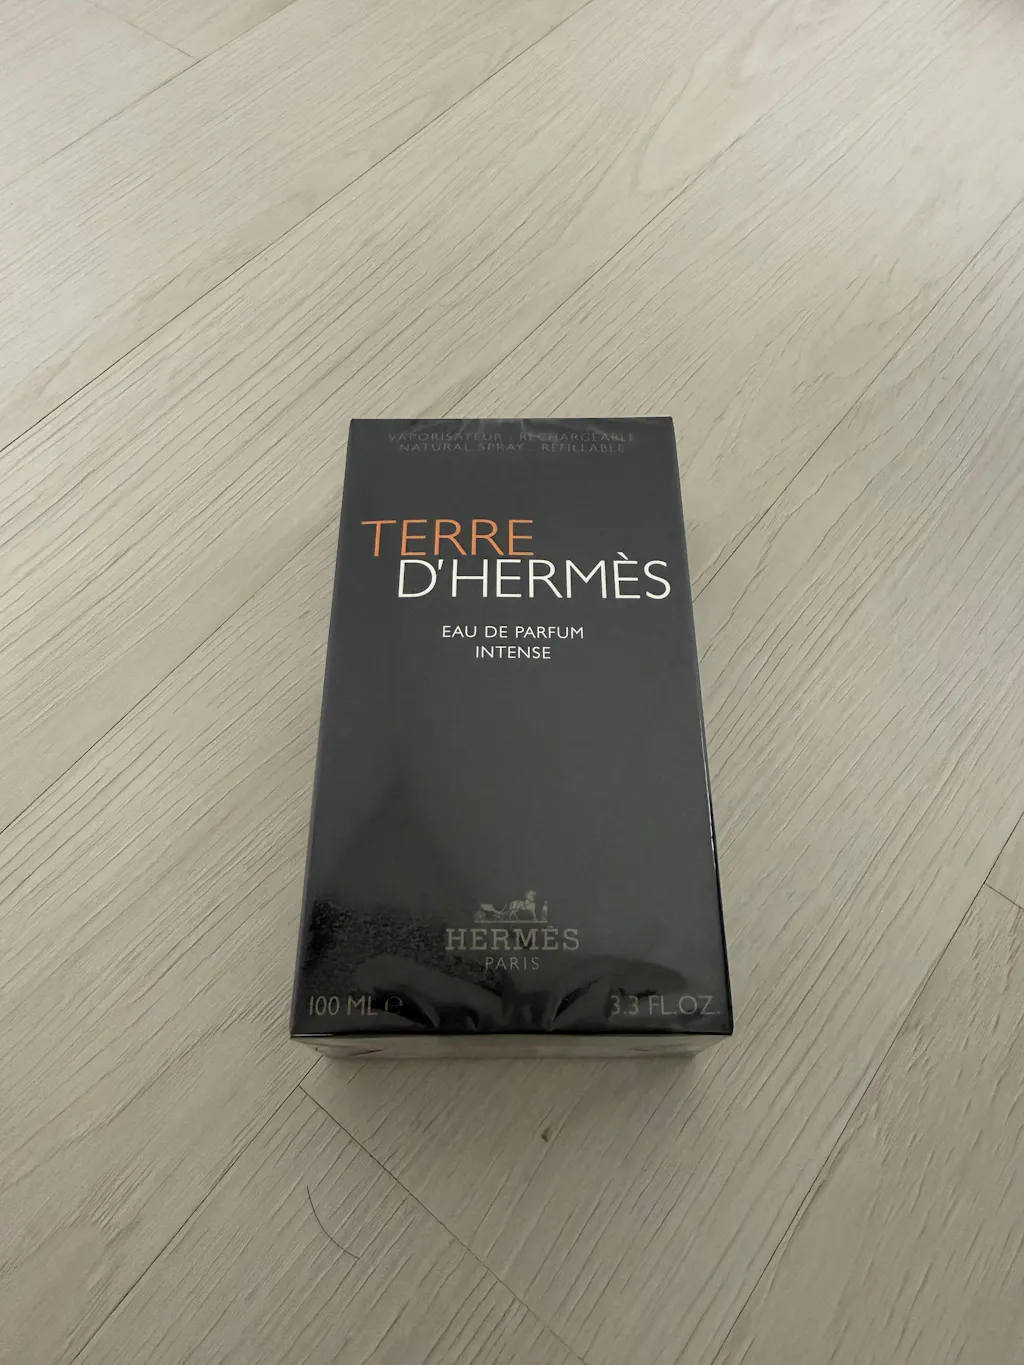 VAPORISATEUR - RECHARGEABLE
NATURAL SPRAY - REFILLABLE
TERRE
D'HERMÈS
EAU DE PARFUM
INTENSE
HERMÈS
PARIS
100 ML ℮ 3.3 FL.OZ.